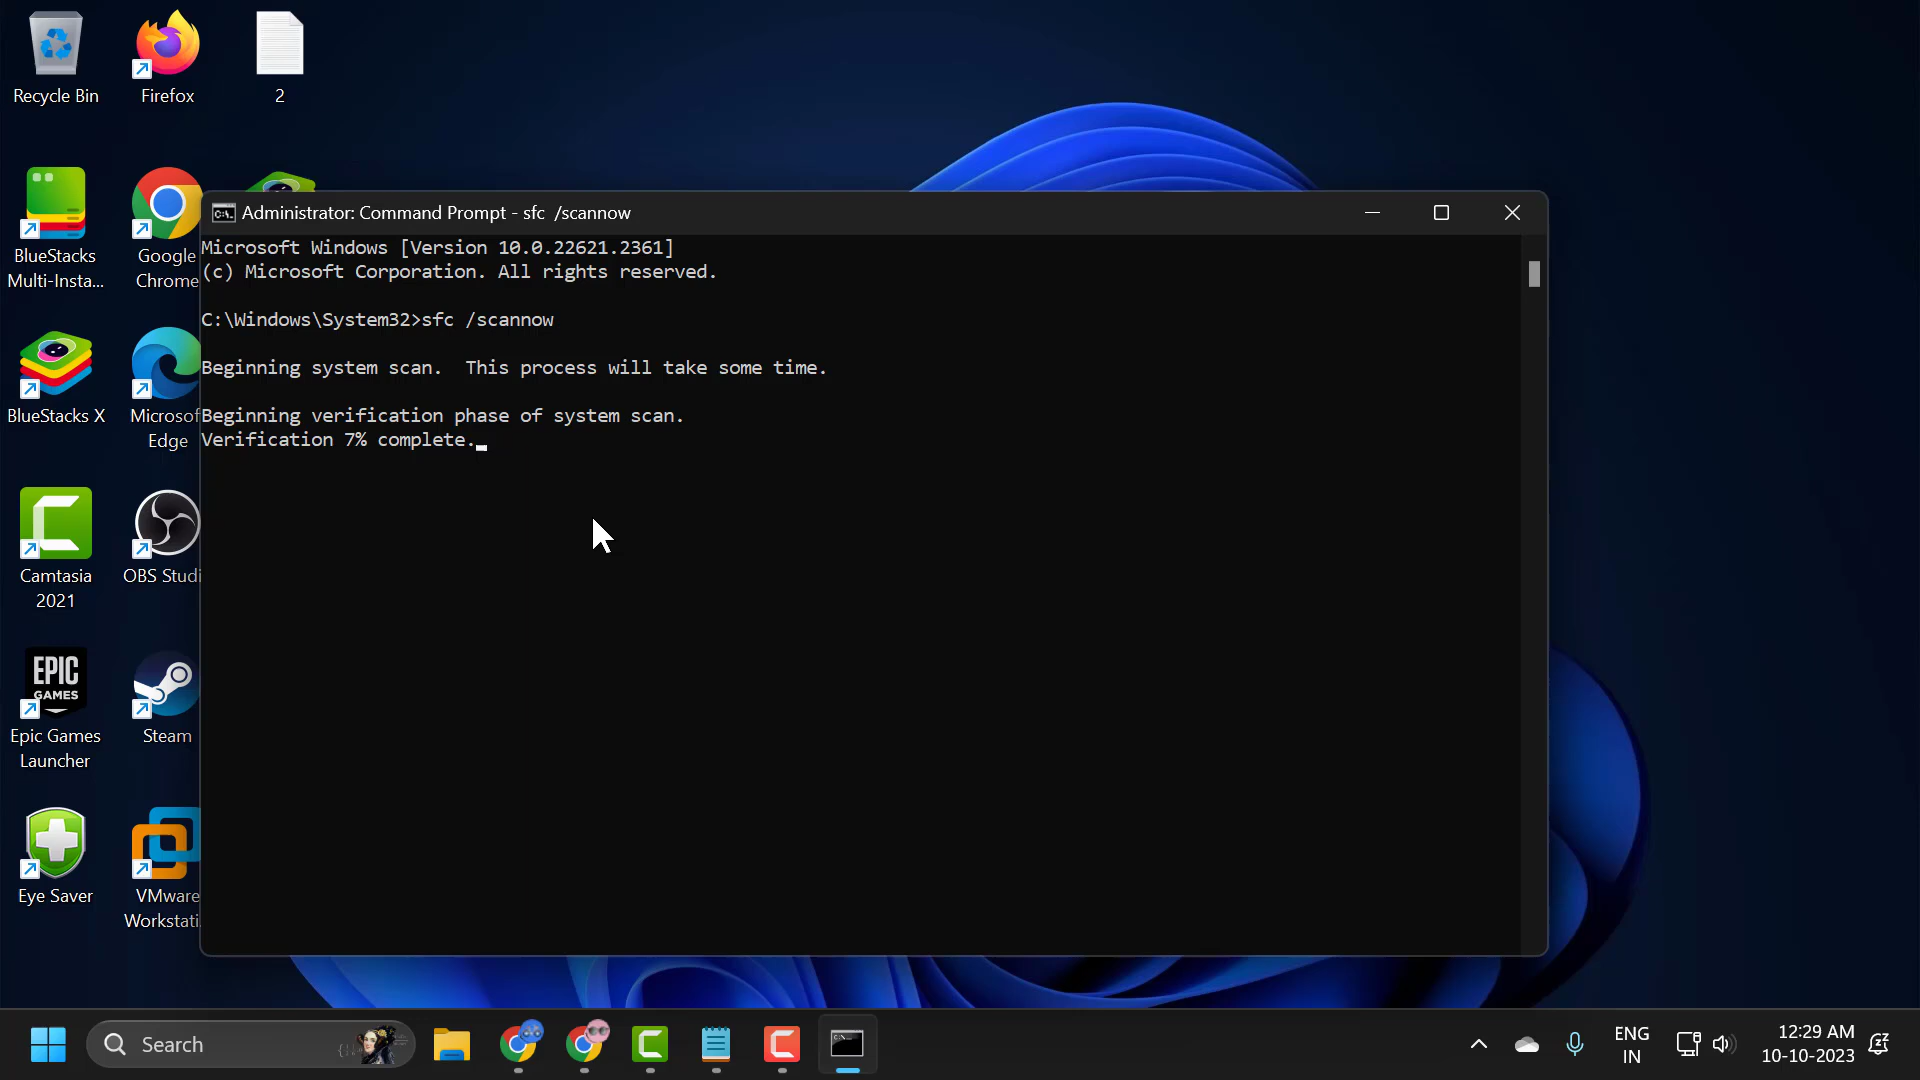 Recycle Bin
Firefox
2
BlueStacks
Multi-Insta...
Google
Chrome
BlueStacks X
Microsof
Edge
Camtasia
2021
OBS Studi
EPIC
GAMES
Epic Games
Launcher
Steam
Eye Saver
VMware
Workstati
Administrator: Command Prompt - sfc  /scannow
Microsoft Windows [Version 10.0.22621.2361]
(c) Microsoft Corporation. All rights reserved.
C:\Windows\System32>sfc /scannow
Beginning system scan.  This process will take some time.
Beginning verification phase of system scan.
Verification 7% complete.
Search
ENG
IN
12:29 AM
10-10-2023